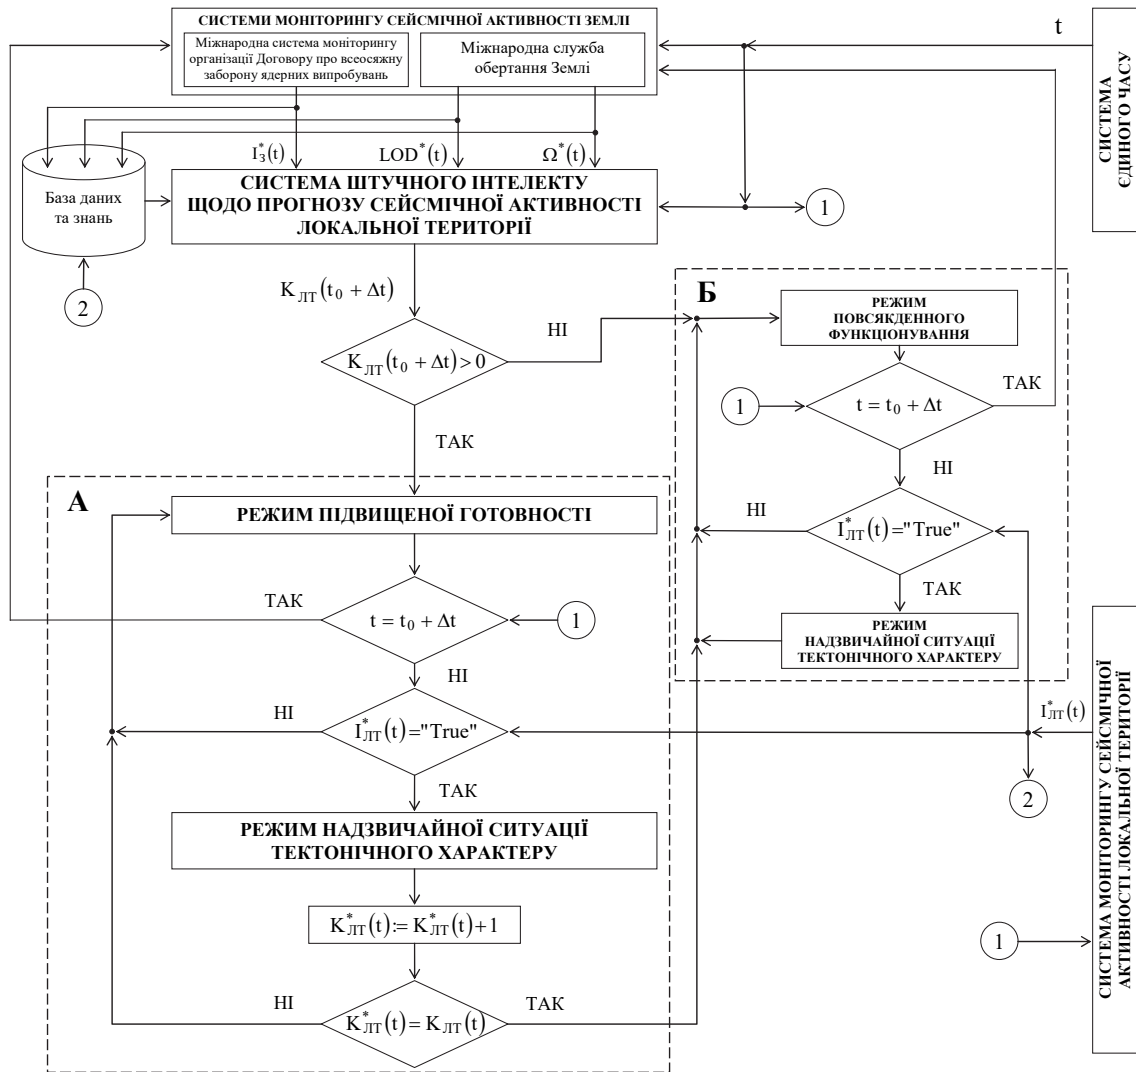 СИСТЕМИ МОНІТОРИНГУ СЕЙСМІЧНОЇ АКТИВНОСТІ ЗЕМЛІ
Міжнародна система моніторингу
організації Договору про всеосяжну
заборону ядерних випробувань
Міжнародна служба
обертання Землі
t
СИСТЕМА
ЄДИНОГО ЧАСУ
I*З(t)
LOD*(t)
Ω*(t)
База даних
та знань
СИСТЕМА ШТУЧНОГО ІНТЕЛЕКТУ
ЩОДО ПРОГНОЗУ СЕЙСМІЧНОЇ АКТИВНОСТІ
ЛОКАЛЬНОЇ ТЕРИТОРІЇ
1
2
K ЛТ(t0 + Δt)
K ЛТ(t0 + Δt) > 0
НІ
ТАК
Б
РЕЖИМ
ПОВСЯКДЕННОГО
ФУНКЦІОНУВАННЯ
1
t = t0 + Δt
ТАК
НІ
I*ЛТ(t)="True"
НІ
ТАК
РЕЖИМ
НАДЗВИЧАЙНОЇ СИТУАЦІЇ
ТЕКТОНІЧНОГО ХАРАКТЕРУ
А
РЕЖИМ ПІДВИЩЕНОЇ ГОТОВНОСТІ
ТАК
t = t0 + Δt
1
НІ
НІ
I*ЛТ(t)="True"
ТАК
РЕЖИМ НАДЗВИЧАЙНОЇ СИТУАЦІЇ
ТЕКТОНІЧНОГО ХАРАКТЕРУ
K*ЛТ(t):= K*ЛТ(t)+1
НІ
K*ЛТ(t)= K ЛТ(t)
ТАК
I*ЛТ(t)
2
1
СИСТЕМА МОНІТОРИНГУ СЕЙСМІЧНОЇ
АКТИВНОСТІ ЛОКАЛЬНОЇ ТЕРИТОРІЇ